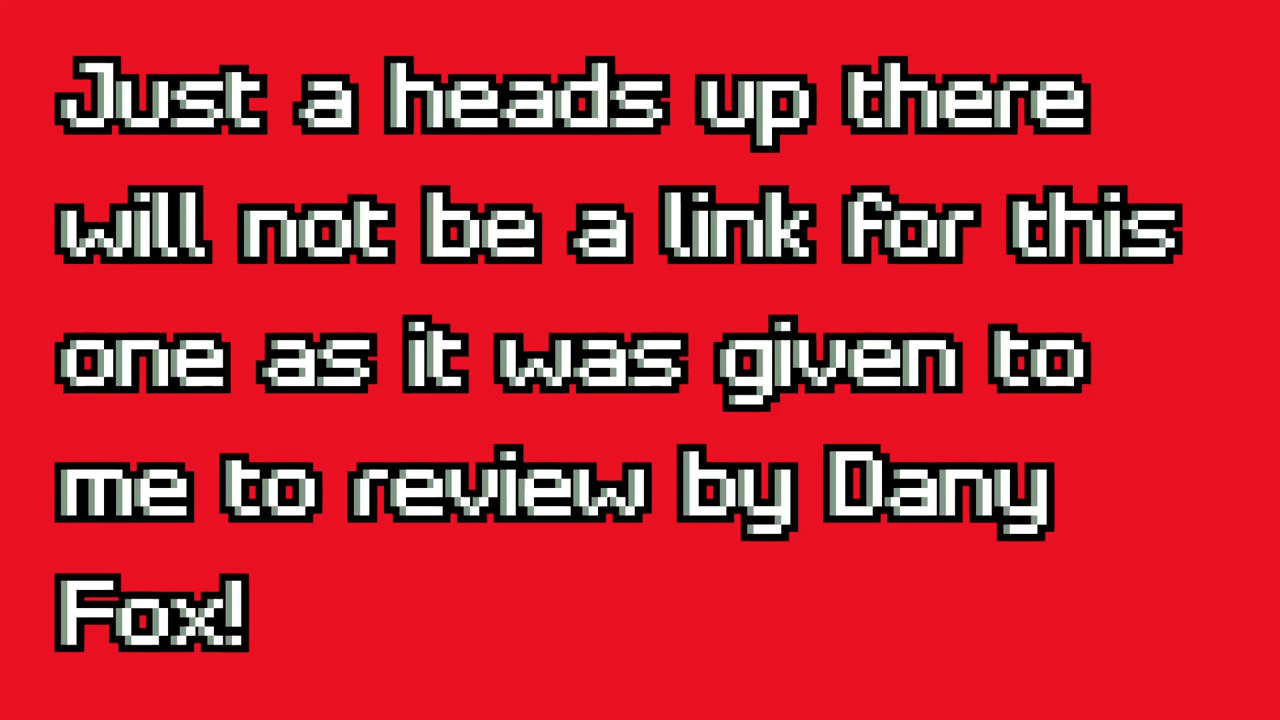 Just a heads up there
will not be a link for this
one as it was given to
me to review by Dany
Fox!